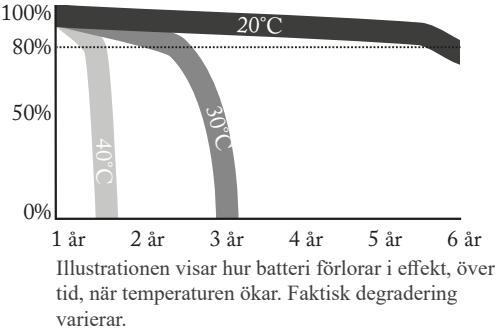 100%
20°C
80%
50%
30°C
40°C
0%
1 år 2 år 3 år 4 år 5 år 6 år
Illustrationen visar hur batteri förlorar i effekt, över
tid, när temperaturen ökar. Faktisk degradering
varierar.